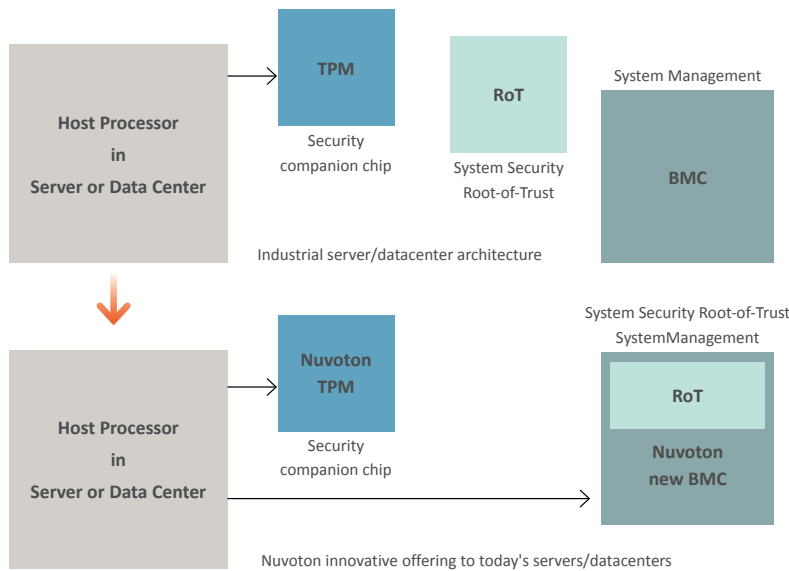 Host Processor
in
Server or Data Center
TPM
Security
companion chip
RoT
System Security
Root-of-Trust
System Management
BMC
Industrial server/datacenter architecture
Host Processor
in
Server or Data Center
Nuvoton
TPM
Security
companion chip
System Security Root-of-Trust
SystemManagement
RoT
Nuvoton
new BMC
Nuvoton innovative offering to today's servers/datacenters